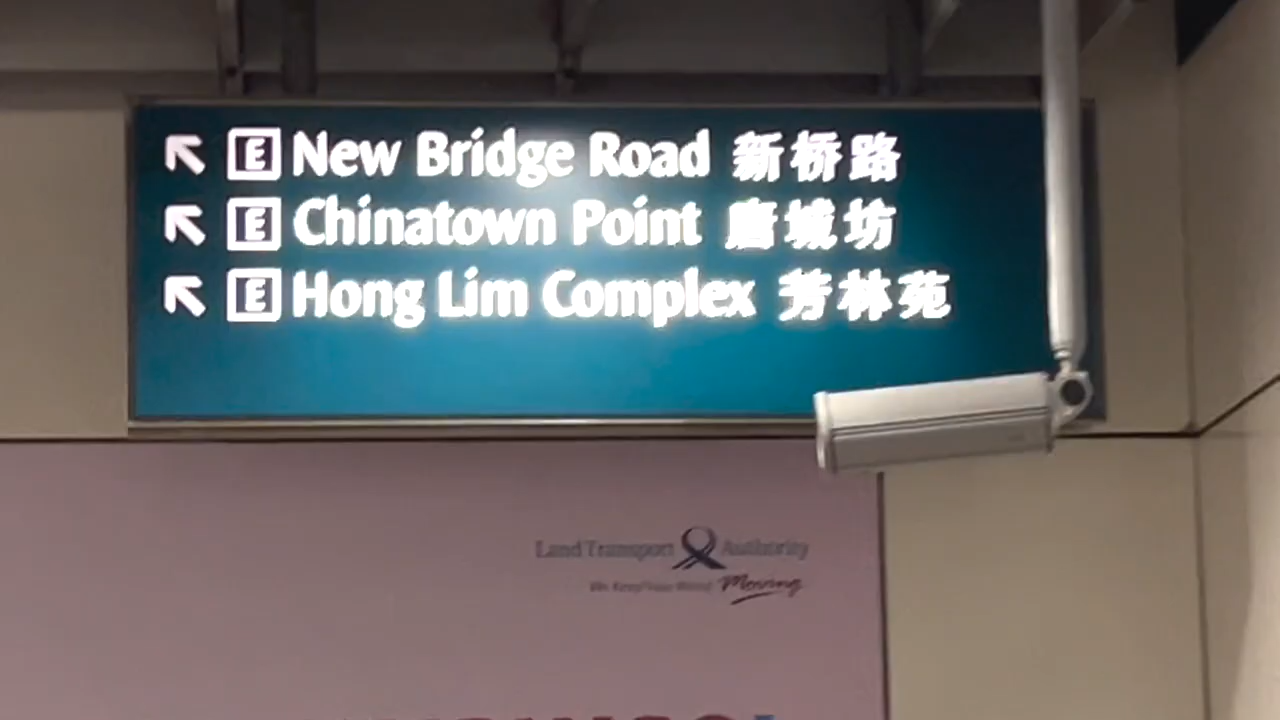 E New Bridge Road 新桥路
E Chinatown Point 唐城坊
E Hong Lim Complex 芳林苑
Land Transport Authority
We Keep Your World Moving